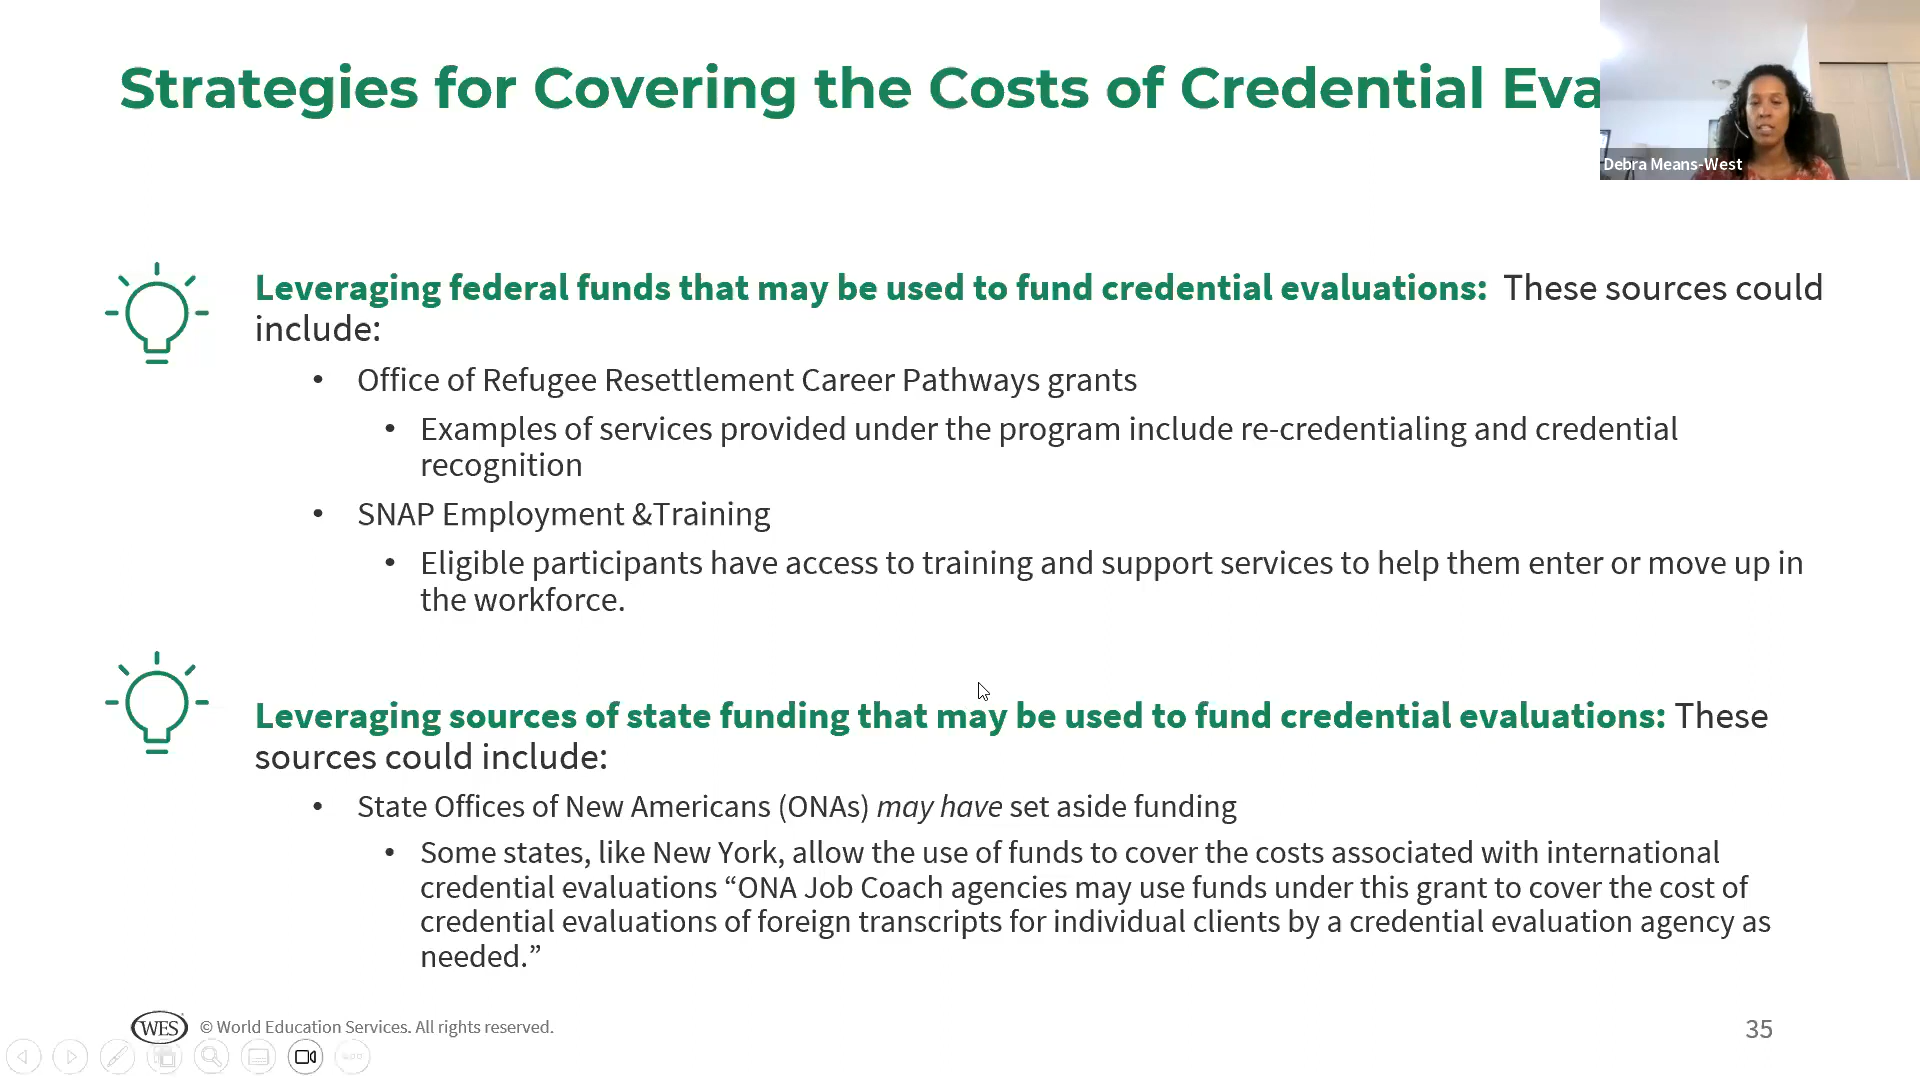 Strategies for Covering the Costs of Credential Eva
Debra Means-West
Leveraging federal funds that may be used to fund credential evaluations: These sources could
include:
• Office of Refugee Resettlement Career Pathways grants
• Examples of services provided under the program include re-credentialing and credential
recognition
• SNAP Employment &Training
• Eligible participants have access to training and support services to help them enter or move up in
the workforce.
Leveraging sources of state funding that may be used to fund credential evaluations: These
sources could include:
• State Offices of New Americans (ONAs) may have set aside funding
• Some states, like New York, allow the use of funds to cover the costs associated with international
credential evaluations “ONA Job Coach agencies may use funds under this grant to cover the cost of
credential evaluations of foreign transcripts for individual clients by a credential evaluation agency as
needed.”
WES © World Education Services. All rights reserved.
35